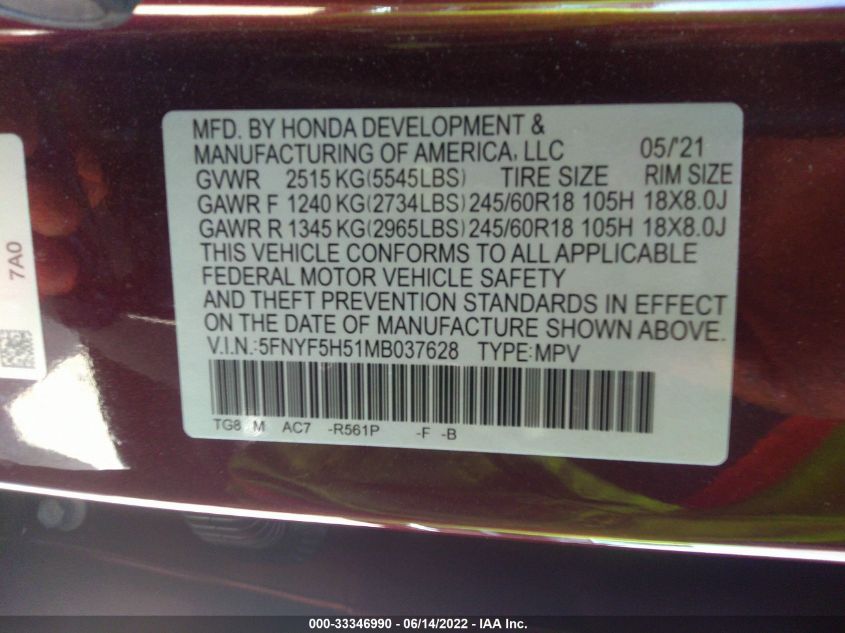 MFD. BY HONDA DEVELOPMENT &
MANUFACTURING OF AMERICA, LLC 05/'21
GVWR 2515 KG(5545LBS) TIRE SIZE RIM SIZE
GAWR F 1240 KG(2734LBS) 245/60R18 105H 18X8.0J
GAWR R 1345 KG(2965LBS) 245/60R18 105H 18X8.0J
THIS VEHICLE CONFORMS TO ALL APPLICABLE
FEDERAL MOTOR VEHICLE SAFETY
AND THEFT PREVENTION STANDARDS IN EFFECT
ON THE DATE OF MANUFACTURE SHOWN ABOVE.
V.I.N.:5FNYF5H51MB037628 TYPE:MPV
TG8 M AC7 -R561P -F -B
7A0
000-33346990 - 06/14/2022 - IAA Inc.